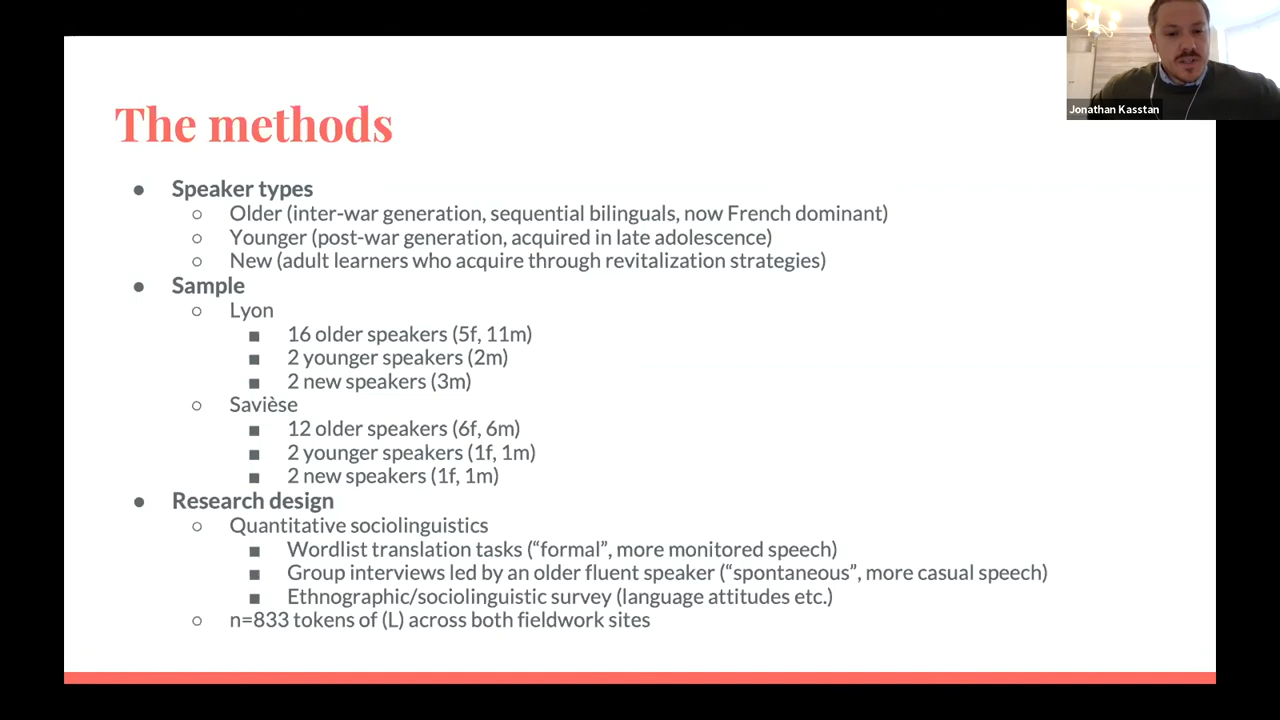 The methods
Jonathan Kasstan
● Speaker types
○ Older (inter-war generation, sequential bilinguals, now French dominant)
○ Younger (post-war generation, acquired in late adolescence)
○ New (adult learners who acquire through revitalization strategies)
● Sample
○ Lyon
■ 16 older speakers (5f, 11m)
■ 2 younger speakers (2m)
■ 2 new speakers (3m)
○ Savièse
■ 12 older speakers (6f, 6m)
■ 2 younger speakers (1f, 1m)
■ 2 new speakers (1f, 1m)
● Research design
○ Quantitative sociolinguistics
■ Wordlist translation tasks (“formal”, more monitored speech)
■ Group interviews led by an older fluent speaker (“spontaneous”, more casual speech)
■ Ethnographic/sociolinguistic survey (language attitudes etc.)
○ n=833 tokens of (L) across both fieldwork sites